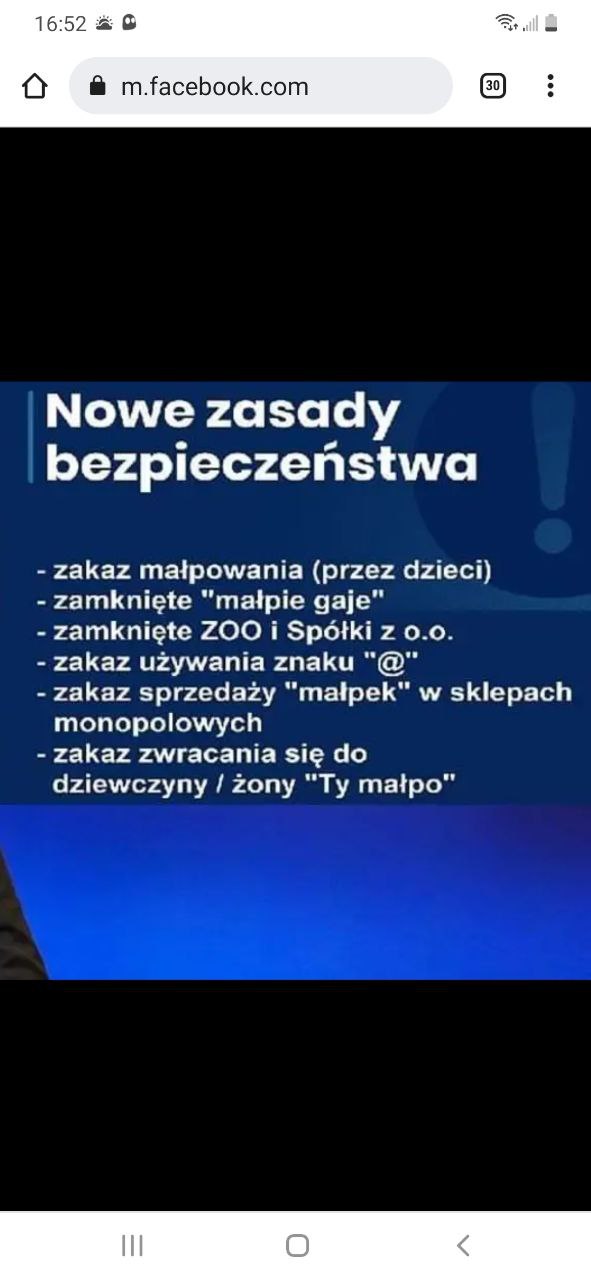 16:52
m.facebook.com
30
Nowe zasady
bezpieczeństwa
- zakaz małpowania (przez dzieci)
- zamknięte "małpie gaje"
- zamknięte ZOO i Spółki z o.o.
- zakaz używania znaku "@"
- zakaz sprzedaży "małpek" w sklepach
monopolowych
- zakaz zwracania się do
dziewczyny / żony "Ty małpo"